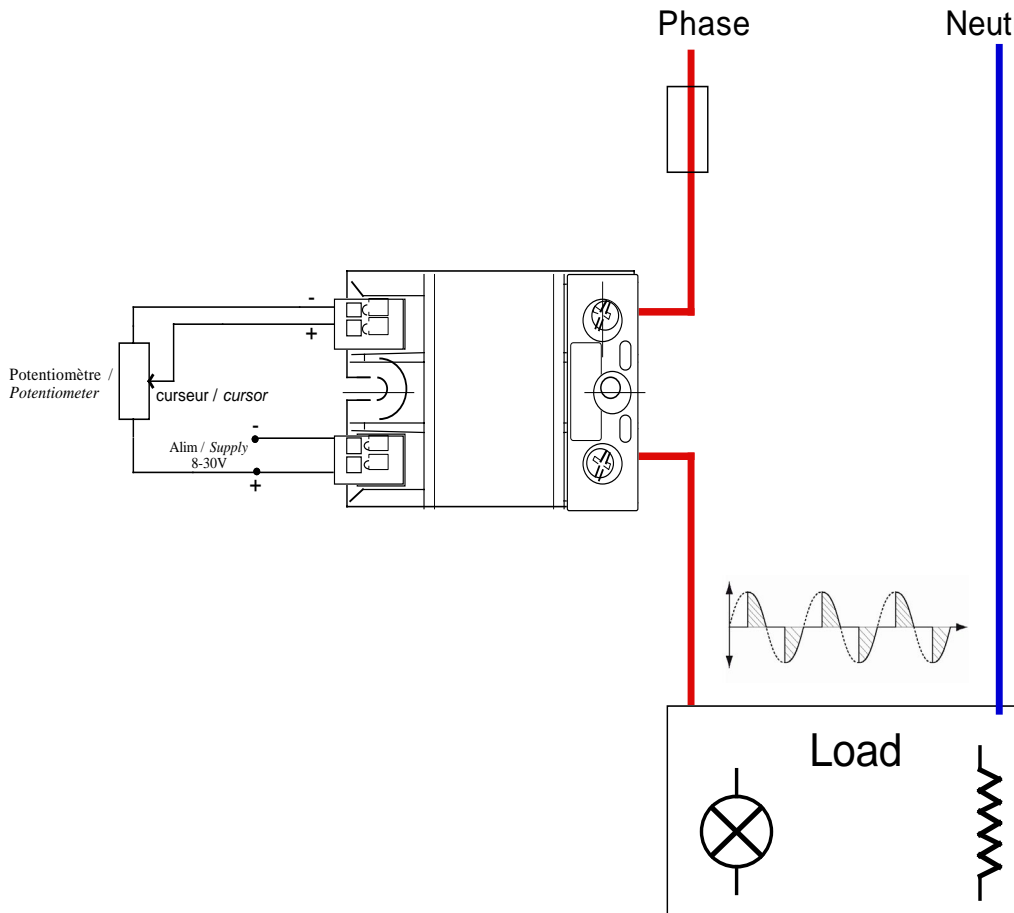 Phase
Neut
-
+
Potentiomètre /
Potentiometer
curseur / cursor
-
Alim / Supply
8-30V
+
Load